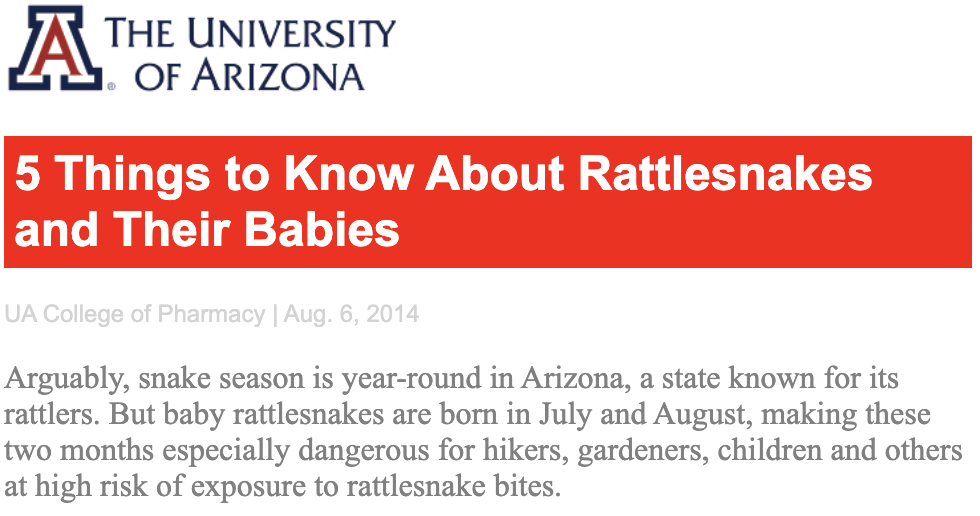 THE UNIVERSITY
OF ARIZONA
5 Things to Know About Rattlesnakes
and Their Babies
UA College of Pharmacy | Aug. 6, 2014
Arguably, snake season is year-round in Arizona, a state known for its
rattlers. But baby rattlesnakes are born in July and August, making these
two months especially dangerous for hikers, gardeners, children and others
at high risk of exposure to rattlesnake bites.